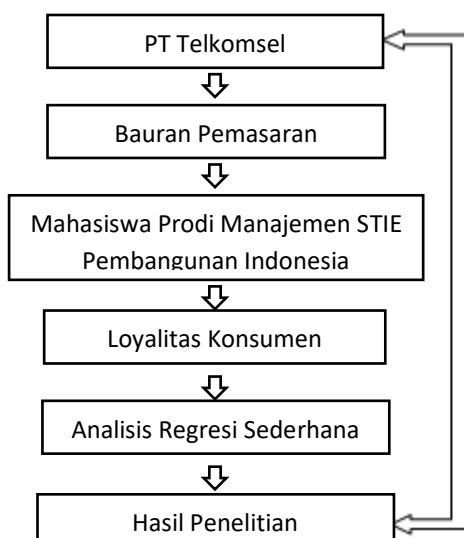 PT Telkomsel
Bauran Pemasaran
Mahasiswa Prodi Manajemen STIE
Pembangunan Indonesia
Loyalitas Konsumen
Analisis Regresi Sederhana
Hasil Penelitian